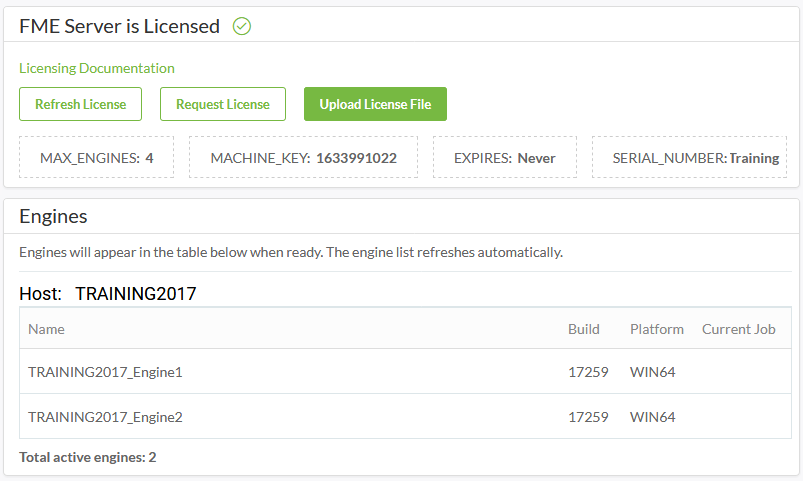 FME Server is Licensed
Licensing Documentation
Refresh License Request License Upload License File
MAX_ENGINES: 4 MACHINE_KEY: 1633991022 EXPIRES: Never SERIAL_NUMBER:Training
Engines
Engines will appear in the table below when ready. The engine list refreshes automatically.
Host: TRAINING2017
Name Build Platform Current Job
TRAINING2017_Engine1 17259 WIN64
TRAINING2017_Engine2 17259 WIN64
Total active engines: 2